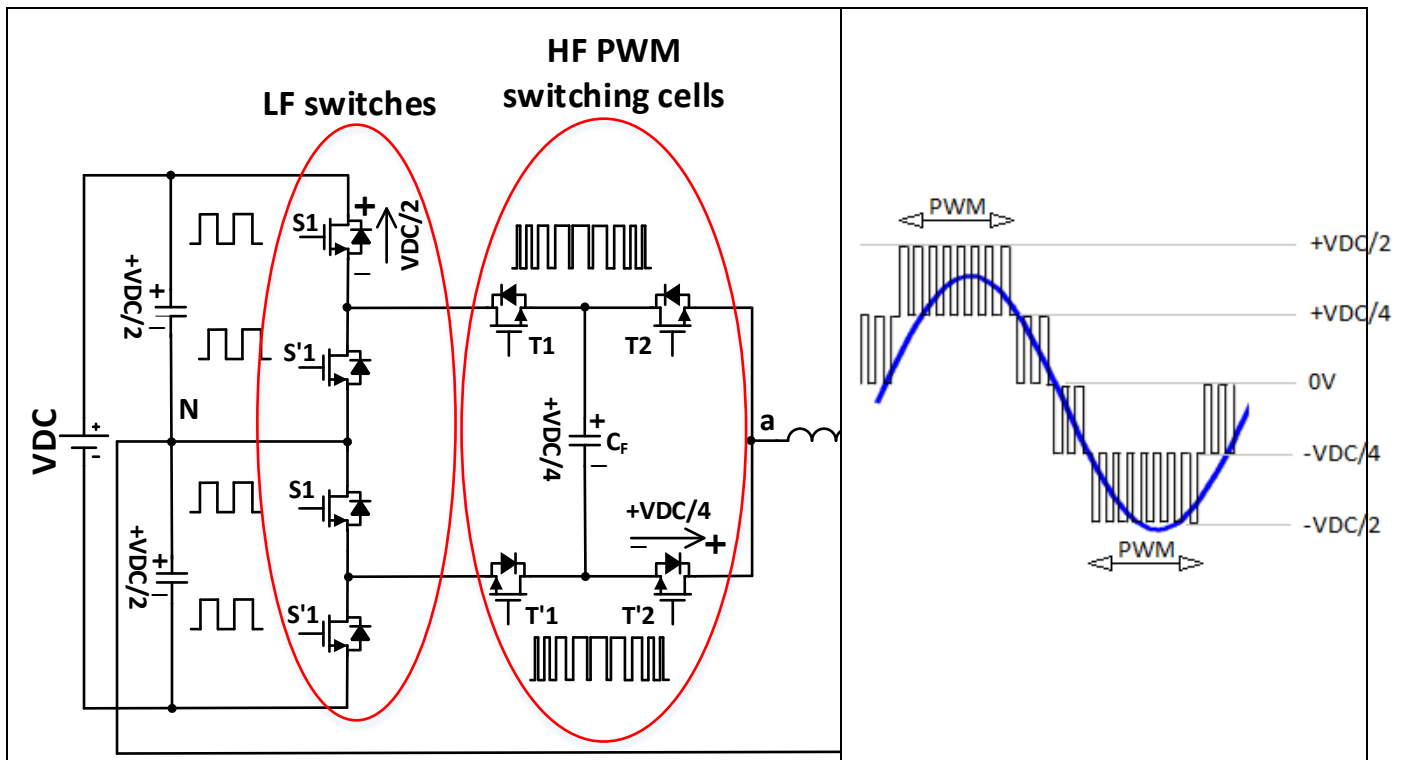 HF PWM
switching cells
LF switches
S1
+
VDC/2
_
+VDC/2
+
_
S'1
T1
T2
N
VDC
+
-
+VDC/4
+
_
CF
a
S1
+VDC/2
+
_
+VDC/4
_
+
S'1
T'1
T'2
PWM
+VDC/2
+VDC/4
0V
-VDC/4
-VDC/2
PWM